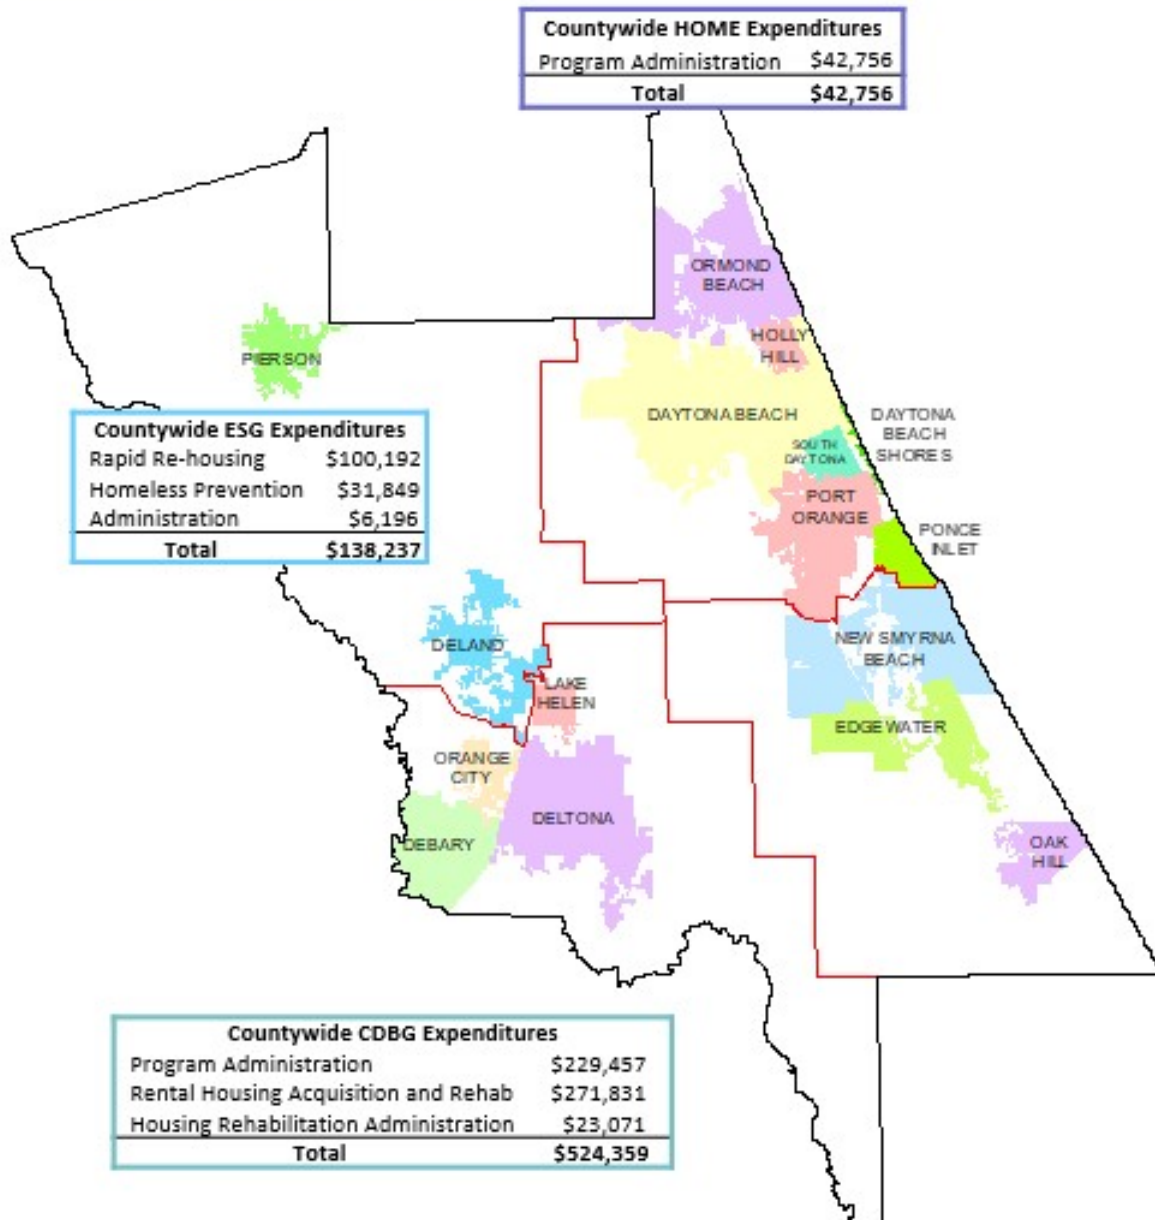 Countywide HOME Expenditures
Program Administration $42,756
Total $42,756
ORMOND
BEACH
HOLLY
HILL
PIERSON
DAYTONA BEACH
DAYTONA
BEACH
SHORES
SOUTH
DAYTONA
Countywide ESG Expenditures
Rapid Re-housing $100,192
Homeless Prevention $31,849
Administration $6,196
Total $138,237
PORT
ORANGE
PONCE
INLET
DELAND
NEW SMYRNA
BEACH
LAKE
HELEN
EDGEWATER
ORANGE
CITY
DELTONA
DEBARY
OAK
HILL
Countywide CDBG Expenditures
Program Administration $229,457
Rental Housing Acquisition and Rehab $271,831
Housing Rehabilitation Administration $23,071
Total $524,359